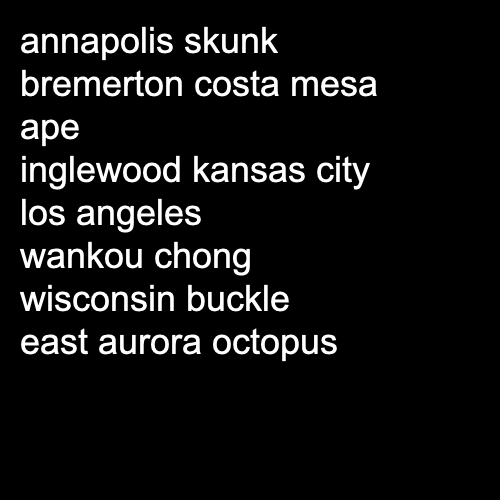 annapolis skunk
bremerton costa mesa
ape
inglewood kansas city
los angeles
wankou chong
wisconsin buckle
east aurora octopus